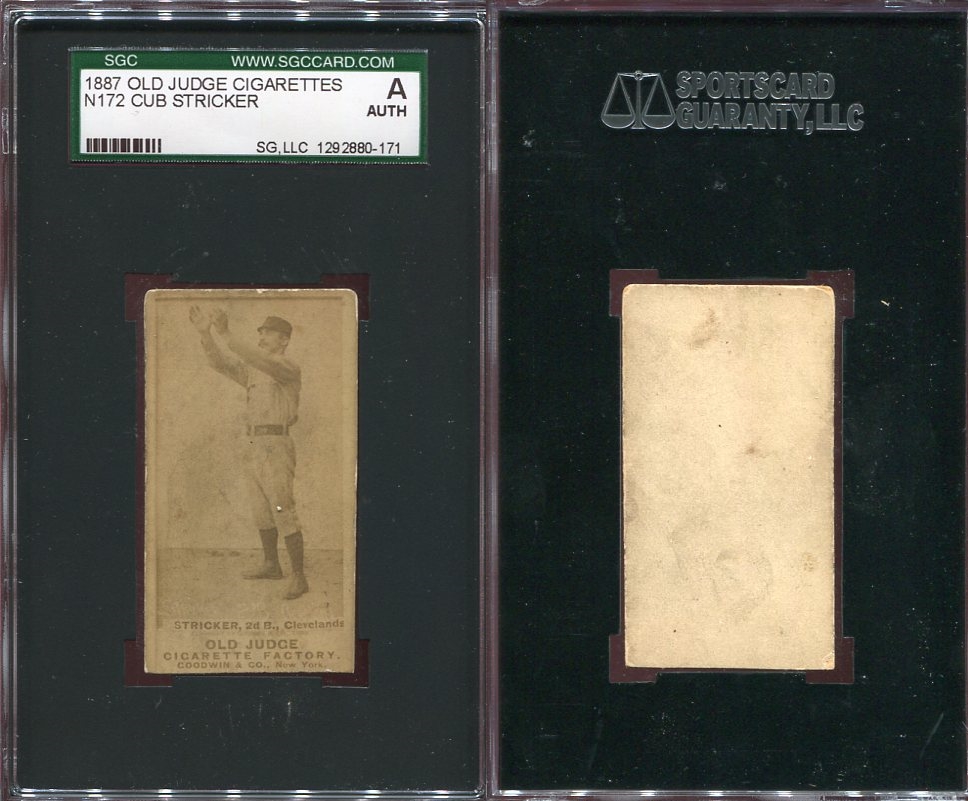 SGC WWW.SGCCARD.COM
1887 OLD JUDGE CIGARETTES
N172 CUB STRICKER
A
AUTH
SG, LLC 1292880-171
SPORTSCARD
GUARANTY, LLC
STRICKER, 2d B., Clevelands
OLD JUDGE
CIGARETTE FACTORY.
GOODWIN & CO., New York.